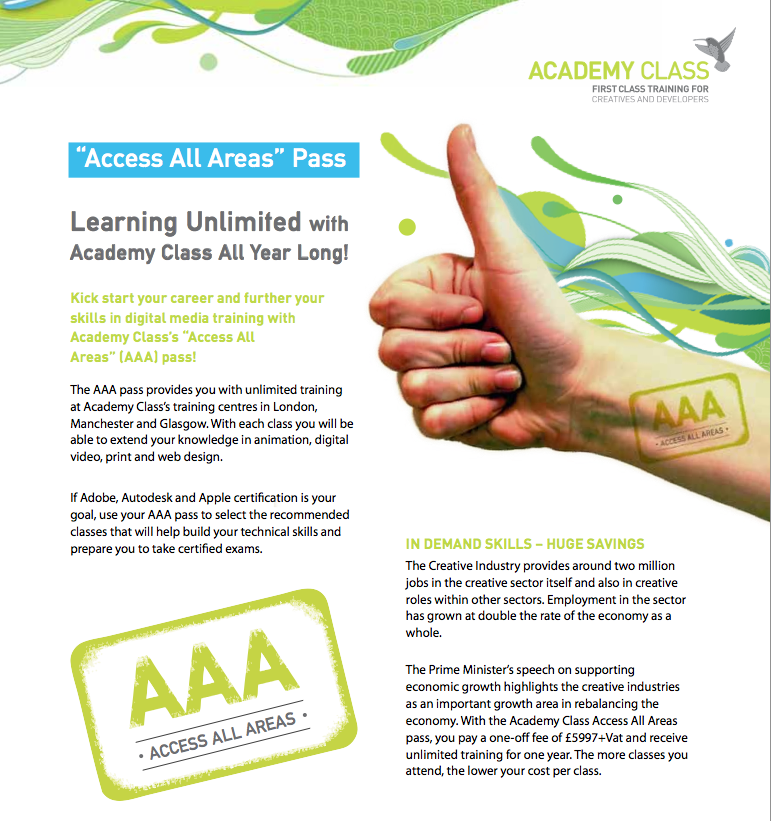 ACADEMY CLASS
FIRST CLASS TRAINING FOR
CREATIVES AND DEVELOPERS
“Access All Areas” Pass
Learning Unlimited with
Academy Class All Year Long!
Kick start your career and further your
skills in digital media training with
Academy Class’s “Access All
Areas” (AAA) pass!
The AAA pass provides you with unlimited training
at Academy Class’s training centres in London,
Manchester and Glasgow. With each class you will be
able to extend your knowledge in animation, digital
video, print and web design.
If Adobe, Autodesk and Apple certification is your
goal, use your AAA pass to select the recommended
classes that will help build your technical skills and
prepare you to take certified exams.
AAA
• ACCESS ALL AREAS •
AAA
• ACCESS ALL AREAS •
IN DEMAND SKILLS – HUGE SAVINGS
The Creative Industry provides around two million
jobs in the creative sector itself and also in creative
roles within other sectors. Employment in the sector
has grown at double the rate of the economy as a
whole.
The Prime Minister’s speech on supporting
economic growth highlights the creative industries
as an important growth area in rebalancing the
economy. With the Academy Class Access All Areas
pass, you pay a one-off fee of £5997+Vat and receive
unlimited training for one year. The more classes you
attend, the lower your cost per class.